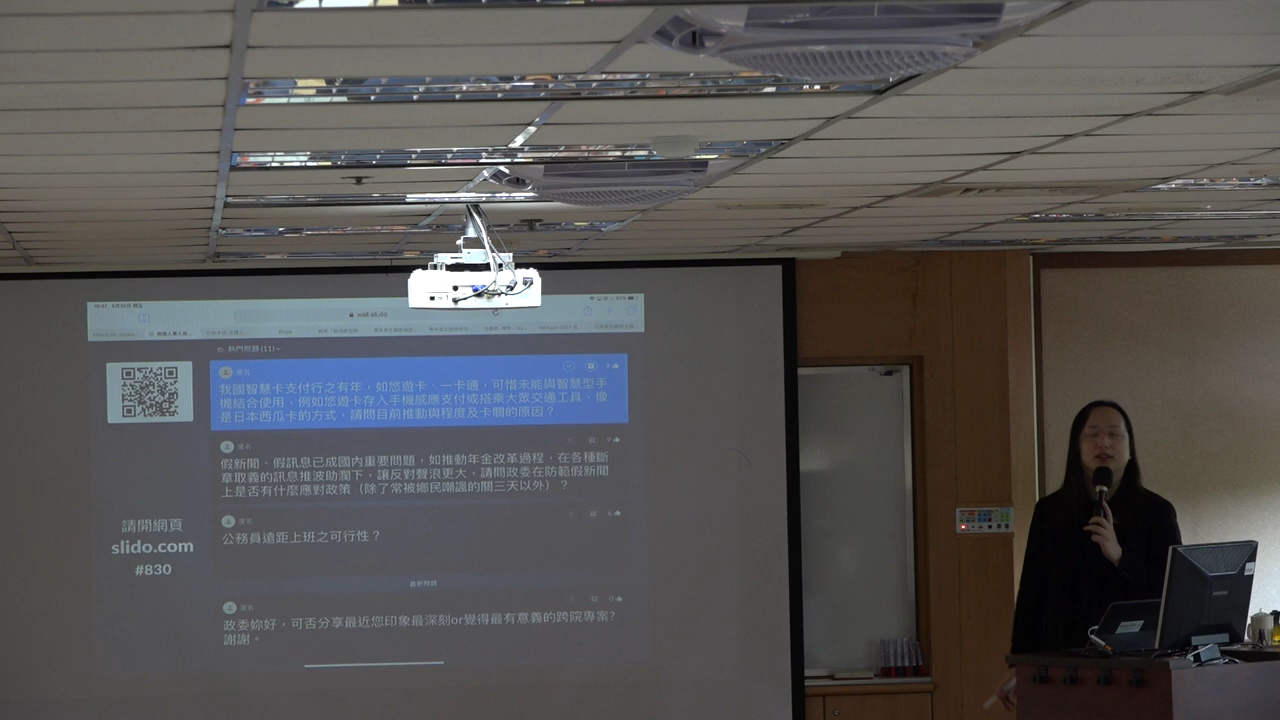 wall.sli.do
熱門問題 (11)
匿名
我國智慧卡支付行之有年，如悠遊卡、一卡通，可惜未能與智慧型手
機結合使用，例如悠遊卡存入手機感應支付或搭乘大眾交通工具，像
是日本西瓜卡的方式，請問目前推動與程度及卡關的原因？
匿名
假新聞、假訊息已成國內重要問題，如推動年金改革過程，在各種斷
章取義的訊息推波助瀾下，讓反對聲浪更大，請問政委在防範假新聞
上是否有什麼應對政策（除了常被鄉民嘲諷的關三天以外）？
匿名
公務員遠距上班之可行性？
最新問題
匿名
政委妳好，可否分享最近您印象最深刻or覺得最有意義的跨院專案?
謝謝。
請開網頁
slido.com
#830